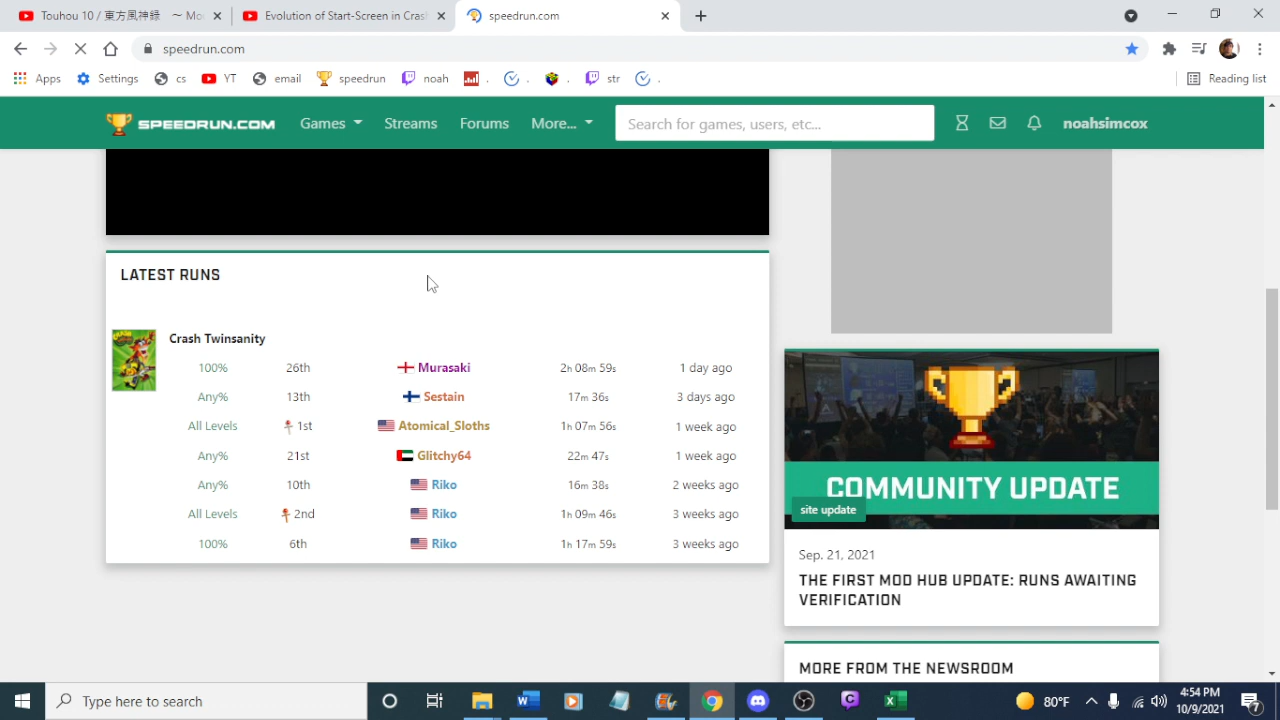 Touhou 10 / 東方風神録 ～ Mo
Evolution of Start-Screen in Cras
speedrun.com
speedrun.com
Apps
Settings
cs
YT
email
speedrun
noah
.
.
.
str
.
Reading list
SPEEDRUN.COM
Games
Streams
Forums
More...
Search for games, users, etc...
noahsimcox
LATEST RUNS
Crash Twinsanity
100% 26th Murasaki 2h 08m 59s 1 day ago
Any% 13th Sestain 17m 36s 3 days ago
All Levels 1st Atomical_Sloths 1h 07m 56s 1 week ago
Any% 21st Glitchy64 22m 47s 1 week ago
Any% 10th Riko 16m 38s 2 weeks ago
All Levels 2nd Riko 1h 09m 46s 3 weeks ago
100% 6th Riko 1h 17m 59s 3 weeks ago
COMMUNITY UPDATE
site update
Sep. 21, 2021
THE FIRST MOD HUB UPDATE: RUNS AWAITING
VERIFICATION
MORE FROM THE NEWSROOM
Type here to search
80°F
4:54 PM
10/9/2021
7